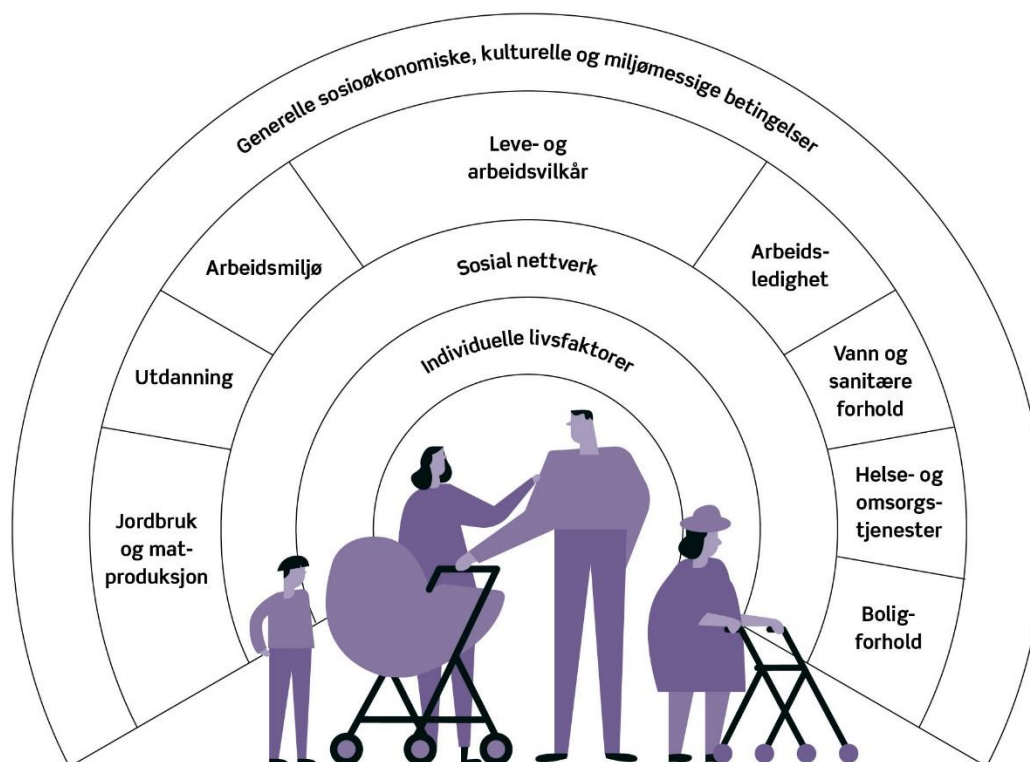 Generelle sosioøkonomiske, kulturelle og miljømessige betingelser
Leve- og
arbeidsvilkår
Arbeidsmiljø
Sosial nettverk
Arbeids-
ledighet
Individuelle livsfaktorer
Utdanning
Vann og
sanitære
forhold
Jordbruk
og mat-
produksjon
Helse- og
omsorgs-
tjenester
Bolig-
forhold